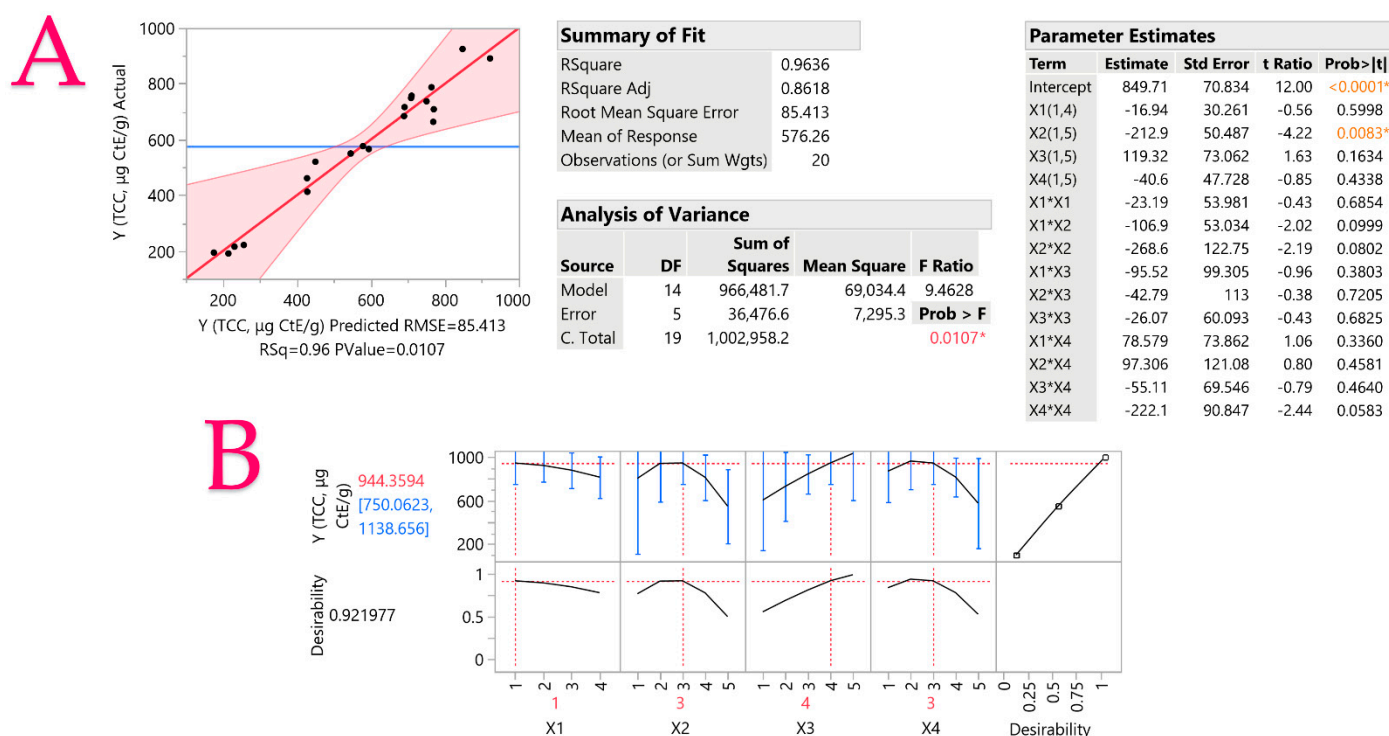 A
Y (TCC, µg CtE/g) Actual
1000
800
600
400
200
200 400 600 800 1000
Y (TCC, µg CtE/g) Predicted RMSE=85.413
RSq=0.96 PValue=0.0107
Summary of Fit
RSquare 0.9636
RSquare Adj 0.8618
Root Mean Square Error 85.413
Mean of Response 576.26
Observations (or Sum Wgts) 20
Analysis of Variance
Source DF Sum of Squares Mean Square F Ratio
Model 14 966,481.7 69,034.4 9.4628
Error 5 36,476.6 7,295.3 Prob > F
C. Total 19 1,002,958.2 0.0107*
Parameter Estimates
Term Estimate Std Error t Ratio Prob>|t|
Intercept 849.71 70.834 12.00 <0.0001*
X1(1,4) -16.94 30.261 -0.56 0.5998
X2(1,5) -212.9 50.487 -4.22 0.0083*
X3(1,5) 119.32 73.062 1.63 0.1634
X4(1,5) -40.6 47.728 -0.85 0.4338
X1*X1 -23.19 53.981 -0.43 0.6854
X1*X2 -106.9 53.034 -2.02 0.0999
X2*X2 -268.6 122.75 -2.19 0.0802
X1*X3 -95.52 99.305 -0.96 0.3803
X2*X3 -42.79 113 -0.38 0.7205
X3*X3 -26.07 60.093 -0.43 0.6825
X1*X4 78.579 73.862 1.06 0.3360
X2*X4 97.306 121.08 0.80 0.4581
X3*X4 -55.11 69.546 -0.79 0.4640
X4*X4 -222.1 90.847 -2.44 0.0583
B
Y (TCC, µg
CtE/g)
944.3594
[750.0623,
1138.656]
1000
600
200
Desirability
0.921977
1
0.5
0
1 2 3 4
1 2 3 4 5
1 2 3 4 5
1 2 3 4 5
0 0.25 0.5 0.75 1
1 3 4 3
X1 X2 X3 X4 Desirability